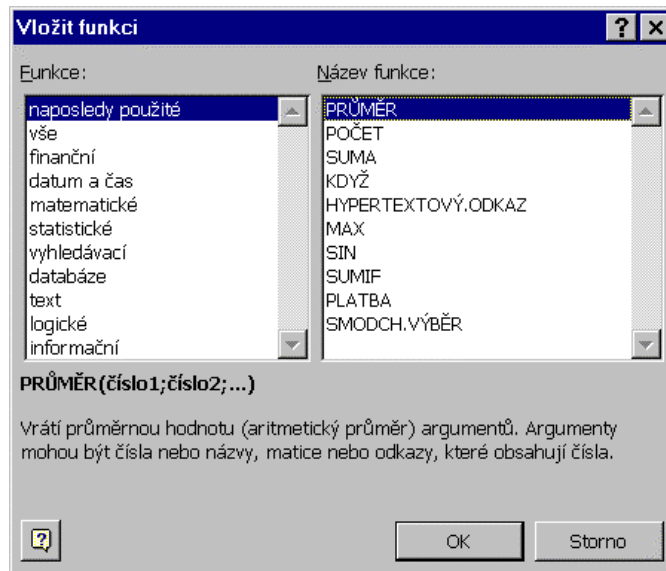 Vložit funkci
Funkce:
naposledy použité
vše
finanční
datum a čas
matematické
statistické
vyhledávací
databáze
text
logické
informační
Název funkce:
PRŮMĚR
POČET
SUMA
KDYŽ
HYPERTEXTOVÝ.ODKAZ
MAX
SIN
SUMIF
PLATBA
SMODCH.VÝBĚR
PRŮMĚR(číslo1;číslo2;...)
Vrátí průměrnou hodnotu (aritmetický průměr) argumentů. Argumenty
mohou být čísla nebo názvy, matice nebo odkazy, které obsahují čísla.
OK
Storno